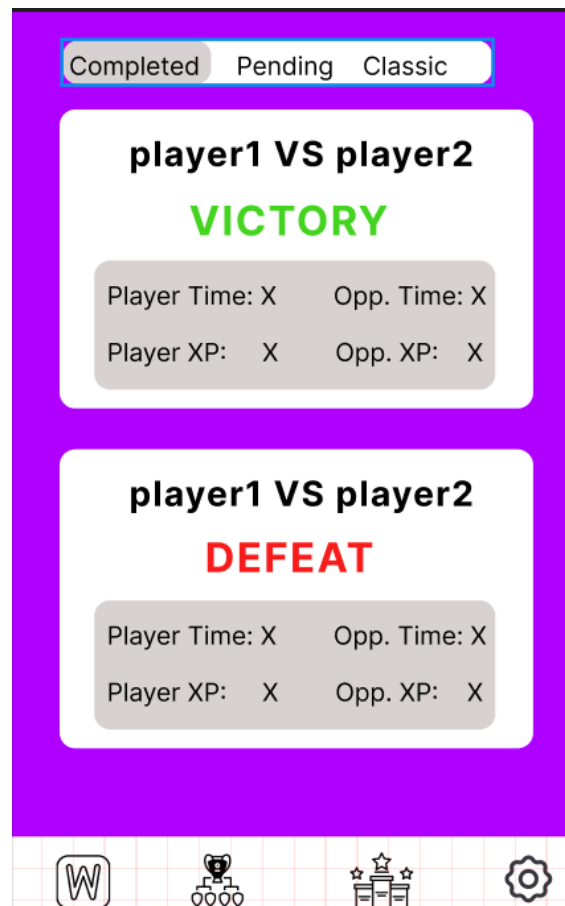 Completed Pending Classic
player1 VS player2
VICTORY
Player Time: X Opp. Time: X
Player XP: X Opp. XP: X
player1 VS player2
DEFEAT
Player Time: X Opp. Time: X
Player XP: X Opp. XP: X
W